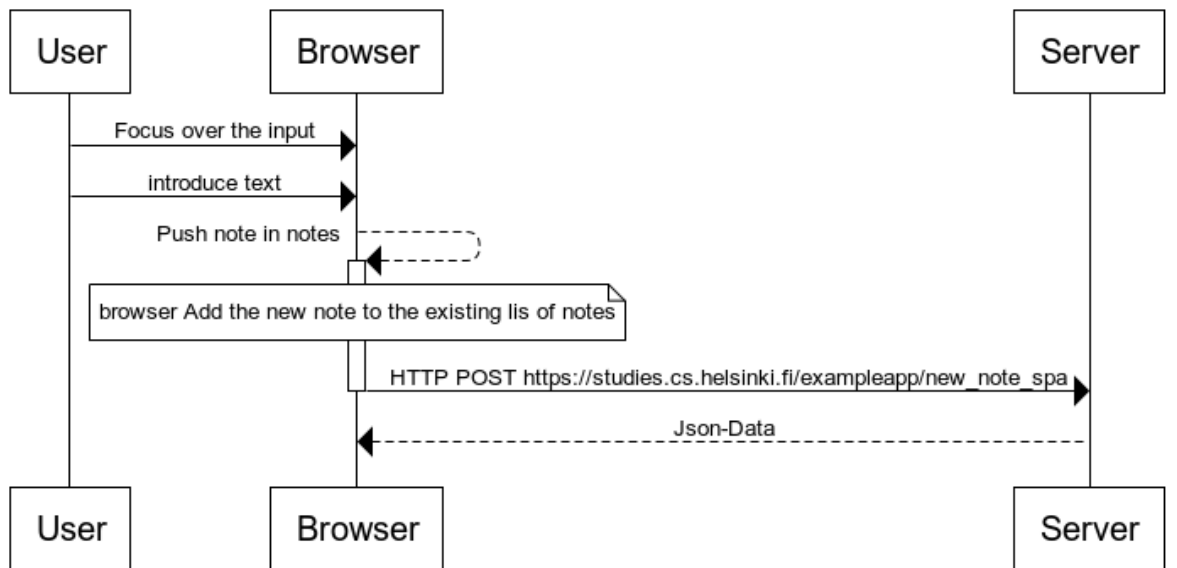 User Browser Server
Focus over the input
introduce text
Push note in notes
browser Add the new note to the existing lis of notes
HTTP POST https://studies.cs.helsinki.fi/exampleapp/new_note_spa
Json-Data
User Browser Server